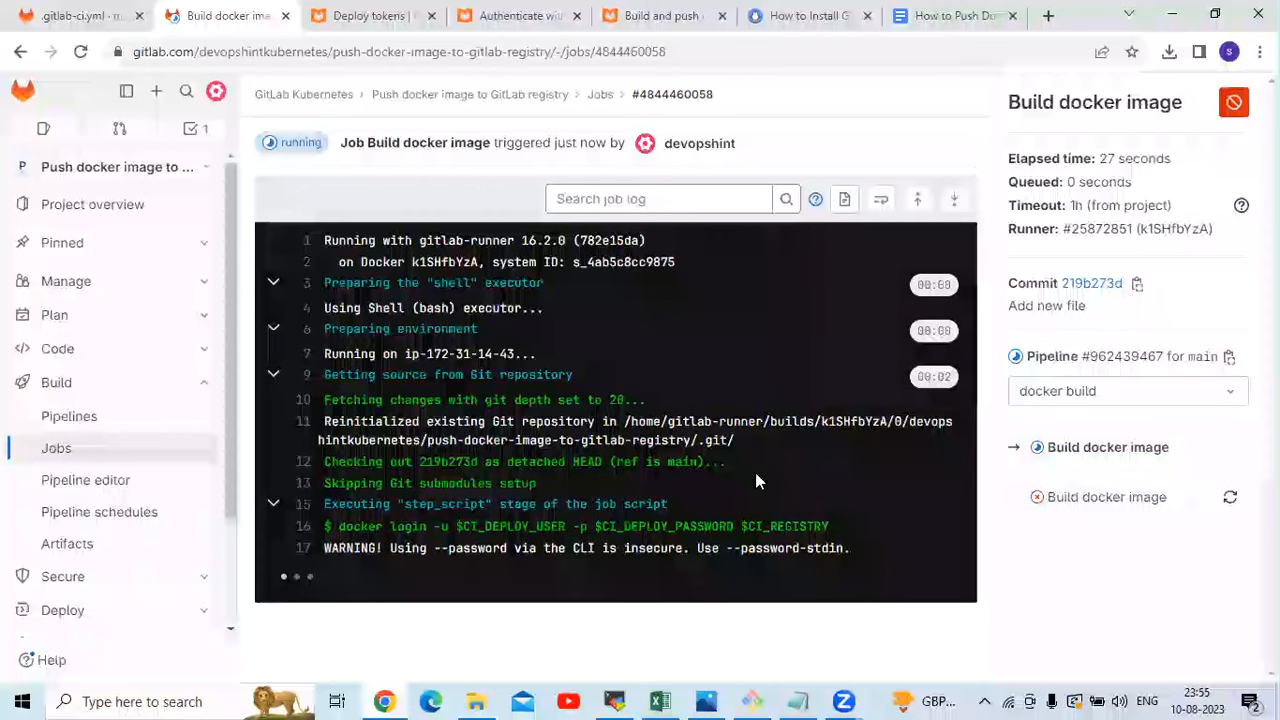 .gitlab-ci.yml ·
Build docker image
Deploy tokens |
Authenticate wi
Build and push
How to Install G
How to Push Do
gitlab.com/devopshintkubernetes/push-docker-image-to-gitlab-registry/-/jobs/4844460058
S
GitLab Kubernetes
Push docker image to GitLab registry
Jobs
#4844460058
1
running
Job Build docker image triggered just now by
devopshint
P
Push docker image to ...
Project overview
Pinned
Manage
Plan
Code
Build
Pipelines
Jobs
Pipeline editor
Pipeline schedules
Artifacts
Secure
Deploy
Help
Search job log
1 Running with gitlab-runner 16.2.0 (782e15da)
2 on Docker k1SHfbYzA, system ID: s_4ab5c8cc9875
3 Preparing the "shell" executor
00:00
4 Using Shell (bash) executor...
6 Preparing environment
00:00
7 Running on ip-172-31-14-43...
9 Getting source from Git repository
00:02
10 Fetching changes with git depth set to 20...
11 Reinitialized existing Git repository in /home/gitlab-runner/builds/k1SHfbYzA/0/devops
hintkubernetes/push-docker-image-to-gitlab-registry/.git/
12 Checking out 219b273d as detached HEAD (ref is main)...
13 Skipping Git submodules setup
15 Executing "step_script" stage of the job script
16 $ docker login -u $CI_DEPLOY_USER -p $CI_DEPLOY_PASSWORD $CI_REGISTRY
17 WARNING! Using --password via the CLI is insecure. Use --password-stdin.
Build docker image
Elapsed time: 27 seconds
Queued: 0 seconds
Timeout: 1h (from project)
Runner: #25872851 (k1SHfbYzA)
Commit 219b273d
Add new file
Pipeline #962439467 for main
docker build
Build docker image
Build docker image
Type here to search
GBP...
ENG
23:55
10-08-2023
2